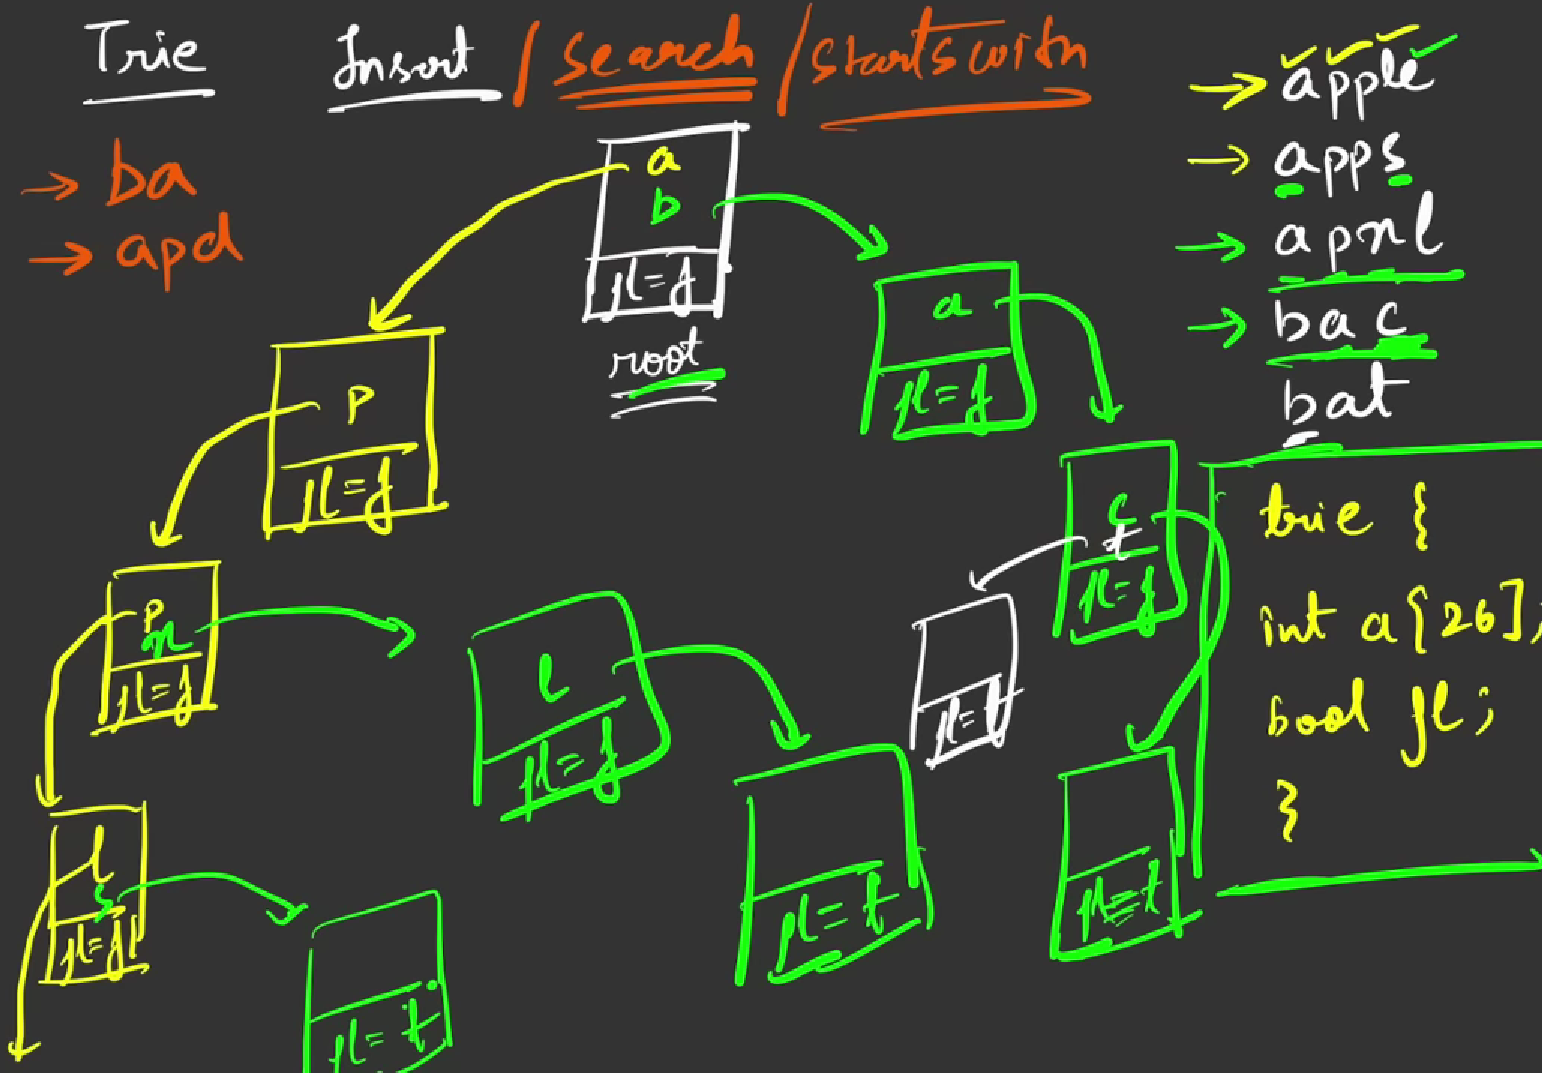 Trie Insert / Search / Startswith
→ ba
→ apd
→ apple
→ apps
→ apxl
→ bac
bat
a
b
fl=f
root
a
fl=f
p
fl=f
c
t
fl=f
p
x
fl=f
l
fl=f
fl=t
l
s
fl=f
fl=t
fl=t
fl=t
trie {
int a[26];
bool fl;
}